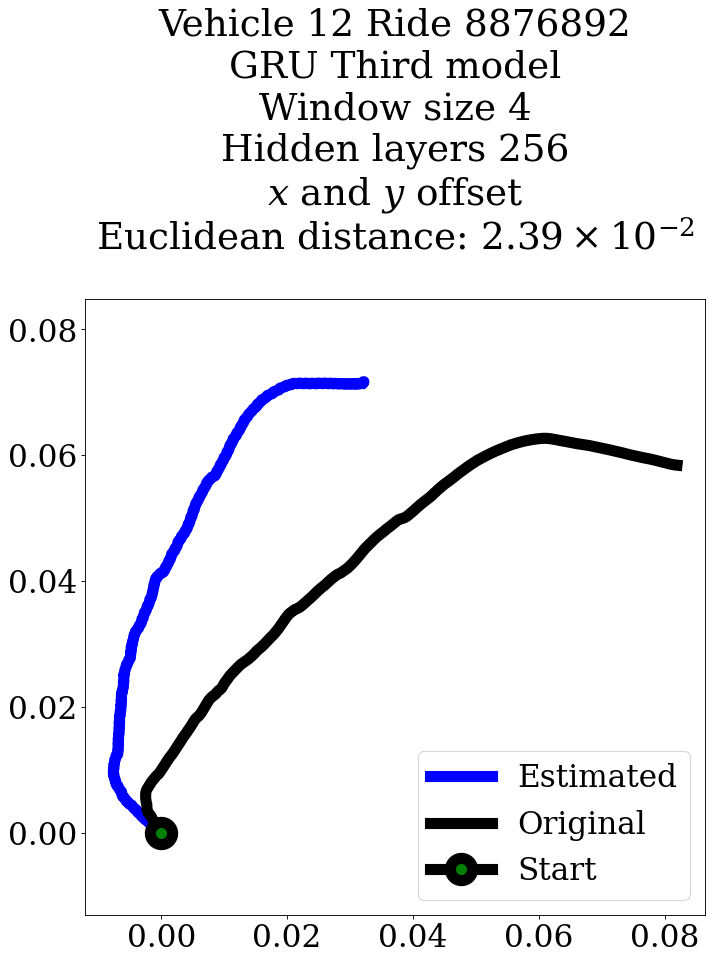 Vehicle 12 Ride 8876892
GRU Third model
Window size 4
Hidden layers 256
x and y offset
Euclidean distance: 2.39 × 10⁻²
0.08
0.06
0.04
0.02
0.00
Estimated
Original
Start
0.00 0.02 0.04 0.06 0.08